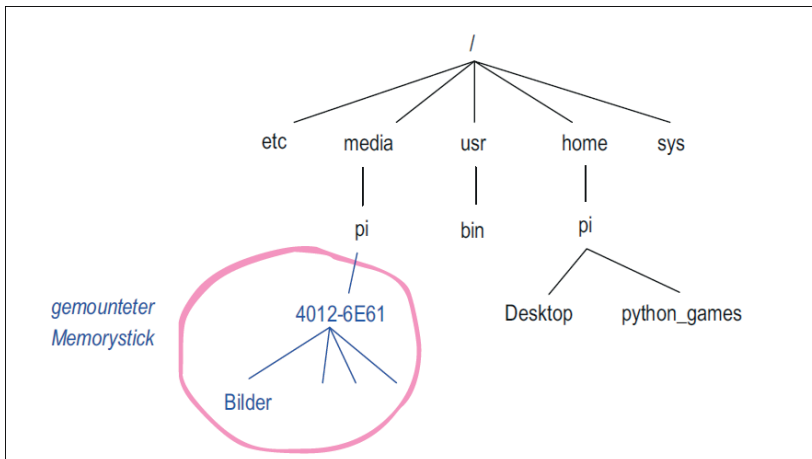 /
etc media usr home sys
pi bin pi
gemounteter
Memorystick
4012-6E61
Desktop python_games
Bilder